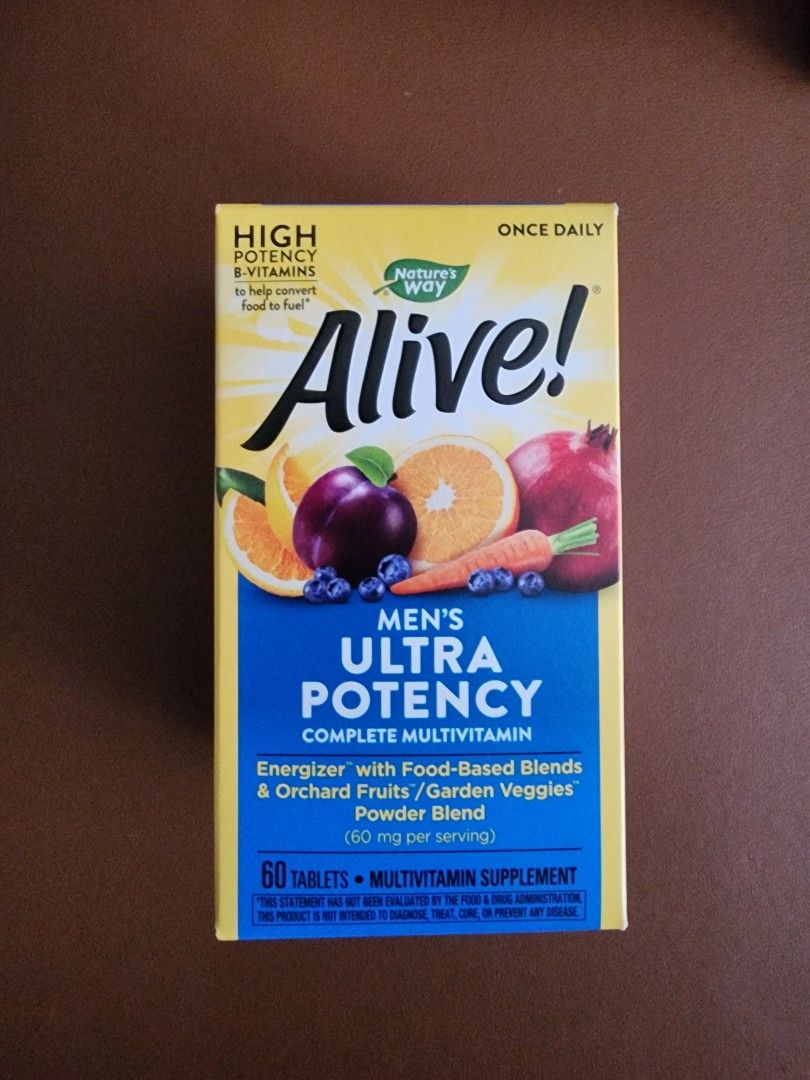 HIGH
POTENCY
B-VITAMINS
to help convert
food to fuel*
ONCE DAILY
Nature's
Way®
Alive!®
MEN'S
ULTRA
POTENCY
COMPLETE MULTIVITAMIN
Energizer™ with Food-Based Blends
& Orchard Fruits™/Garden Veggies™
Powder Blend
(60 mg per serving)
60 TABLETS • MULTIVITAMIN SUPPLEMENT
*THIS STATEMENT HAS NOT BEEN EVALUATED BY THE FOOD & DRUG ADMINISTRATION.
THIS PRODUCT IS NOT INTENDED TO DIAGNOSE, TREAT, CURE, OR PREVENT ANY DISEASE.